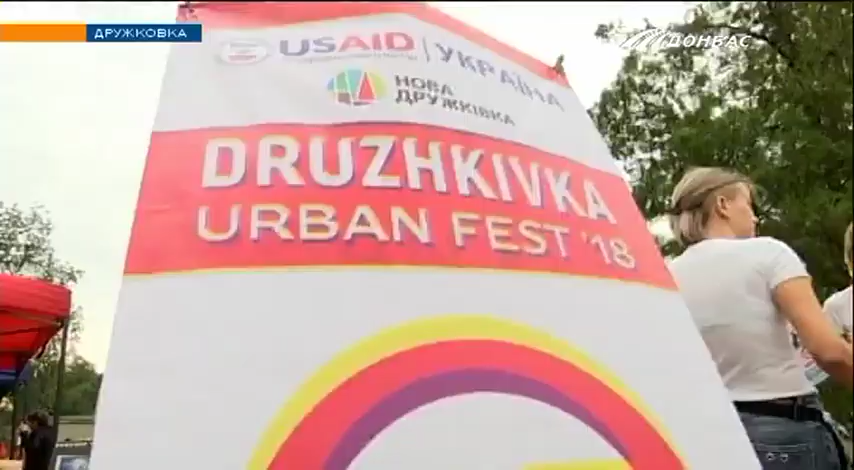 ДРУЖКОВКА
ДОНБАС
USAID | УКРАЇНА
НОВА
ДРУЖКІВКА
DRUZHKIVKA
URBAN FEST '18